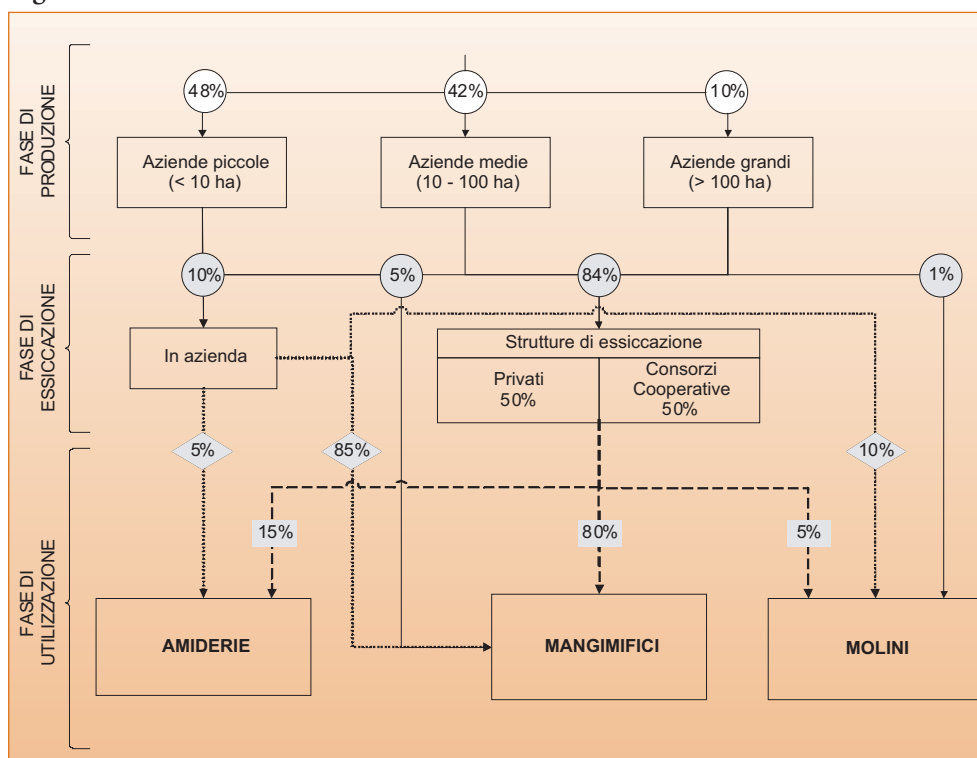 FASE DI
PRODUZIONE
48%
42%
10%
Aziende piccole
(< 10 ha)
Aziende medie
(10 - 100 ha)
Aziende grandi
(> 100 ha)
FASE DI
ESSICCAZIONE
10%
5%
84%
1%
In azienda
Strutture di essiccazione
Privati
50%
Consorzi
Cooperative
50%
FASE DI
UTILIZZAZIONE
5%
85%
10%
15%
80%
5%
AMIDERIE
MANGIMIFICI
MOLINI